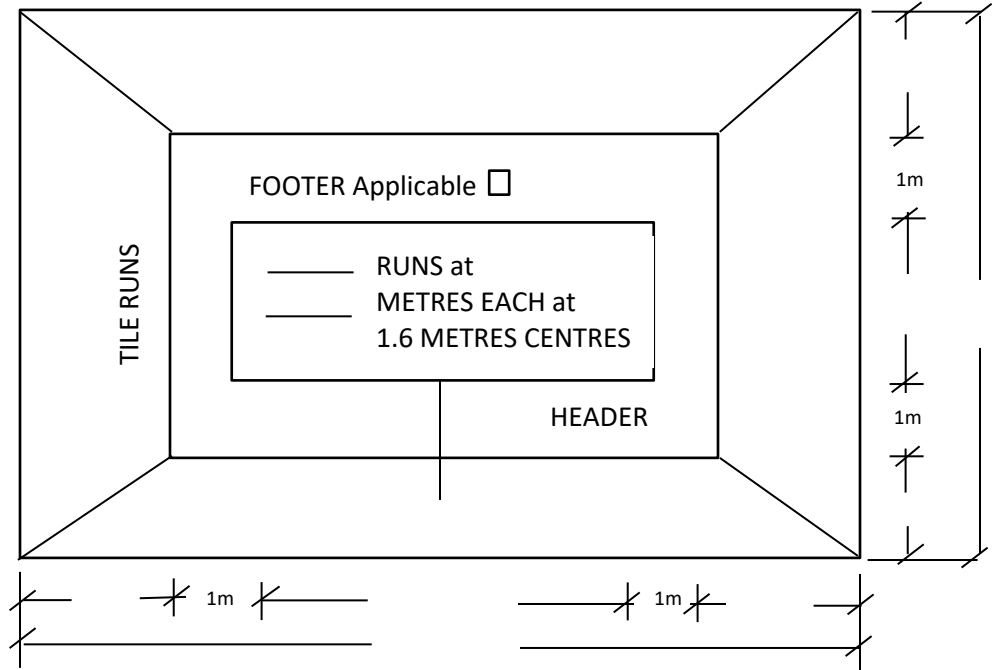 FOOTER Applicable
1m
TILE RUNS
RUNS at
METRES EACH at
1.6 METRES CENTRES
HEADER
1m
1m
1m